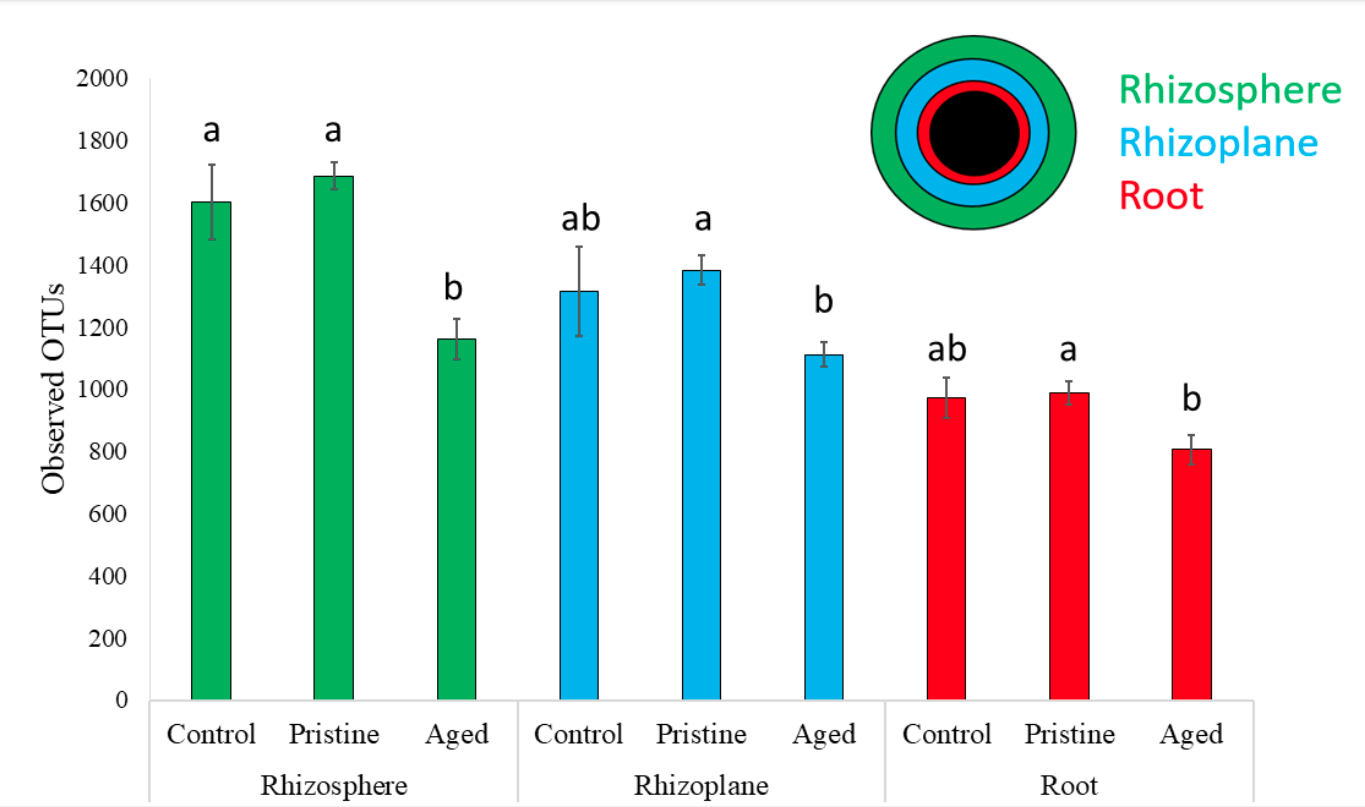 Rhizosphere
Rhizoplane
Root
Observed OTUs
2000
1800
1600
1400
1200
1000
800
600
400
200
0
a
a
b
ab
a
b
ab
a
b
Control Pristine Aged Control Pristine Aged Control Pristine Aged
Rhizosphere Rhizoplane Root